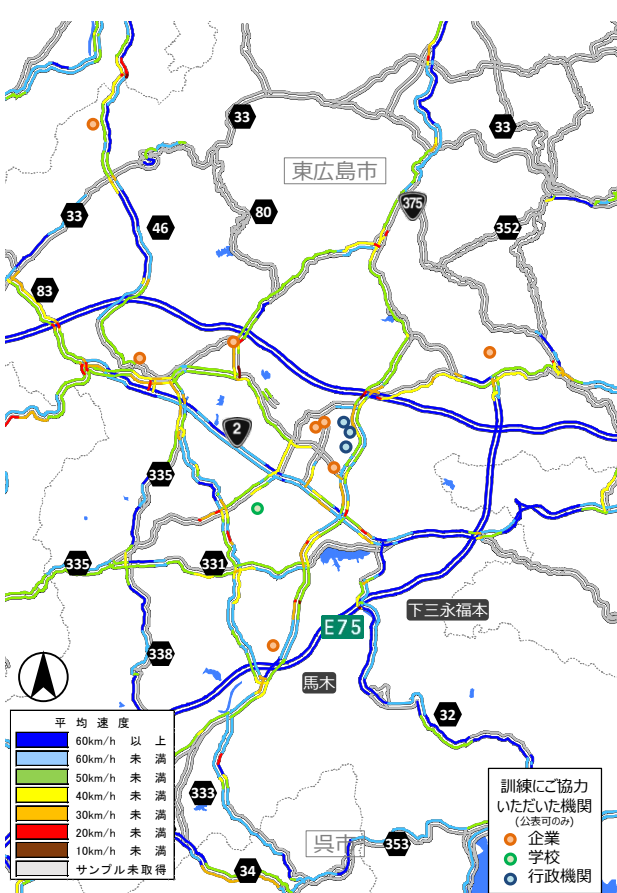 33
33
東広島市
375
33
80
46
352
83
2
335
335
331
下三永福本
E75
馬木
338
32
平均速度
60km/h 以上
60km/h 未満
50km/h 未満
40km/h 未満
30km/h 未満
20km/h 未満
10km/h 未満
サンプル未取得
訓練にご協力
いただいた機関
(公表可のみ)
企業
学校
行政機関
333
呉市
353
34